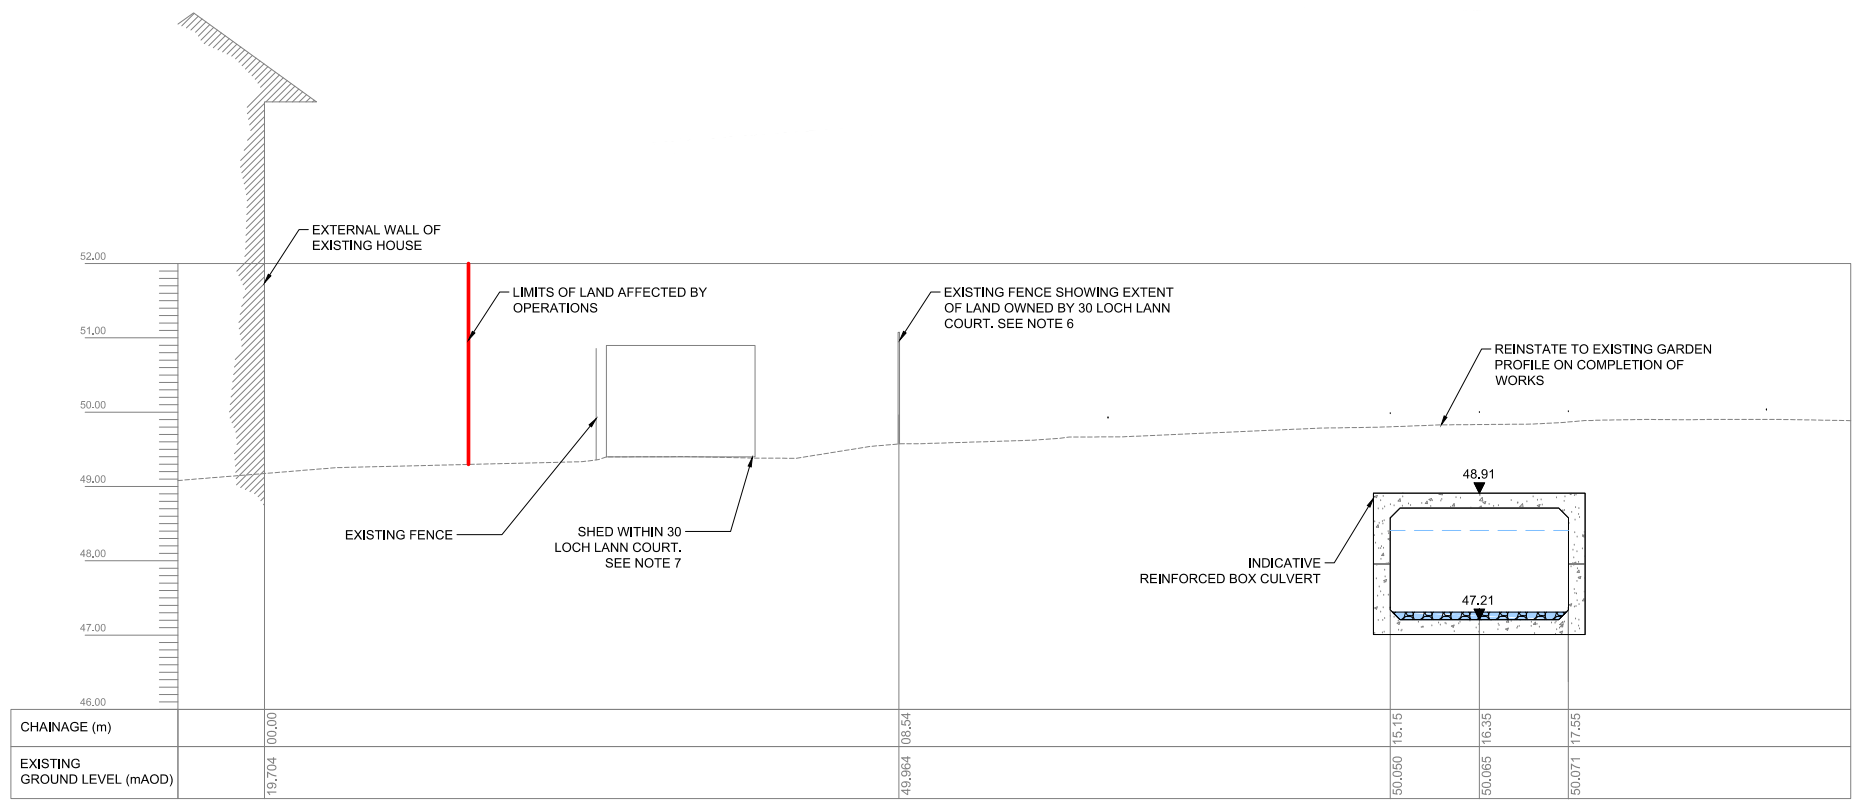 EXTERNAL WALL OF
EXISTING HOUSE
52.00
51.00
50.00
49.00
48.00
47.00
46.00
LIMITS OF LAND AFFECTED BY
OPERATIONS
EXISTING FENCE SHOWING EXTENT
OF LAND OWNED BY 30 LOCH LANN
COURT. SEE NOTE 6
REINSTATE TO EXISTING GARDEN
PROFILE ON COMPLETION OF
WORKS
EXISTING FENCE
SHED WITHIN 30
LOCH LANN COURT.
SEE NOTE 7
48.91
INDICATIVE
REINFORCED BOX CULVERT
47.21
CHAINAGE (m)
00.00
08.54
15.15
16.35
17.55
EXISTING
GROUND LEVEL (mAOD)
19.704
49.964
50.050
50.065
50.071